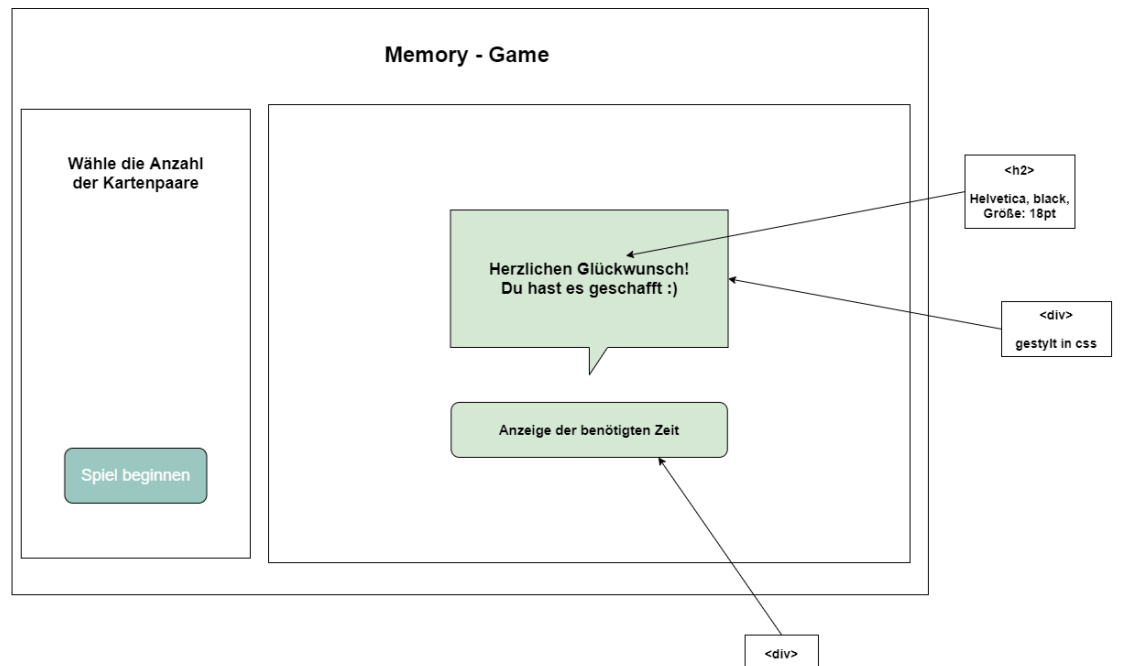 Memory - Game
Wähle die Anzahl
der Kartenpaare
Spiel beginnen
Herzlichen Glückwunsch!
Du hast es geschafft :)
Anzeige der benötigten Zeit
<h2>
Helvetica, black,
Größe: 18pt
<div>
gestylt in css
<div>